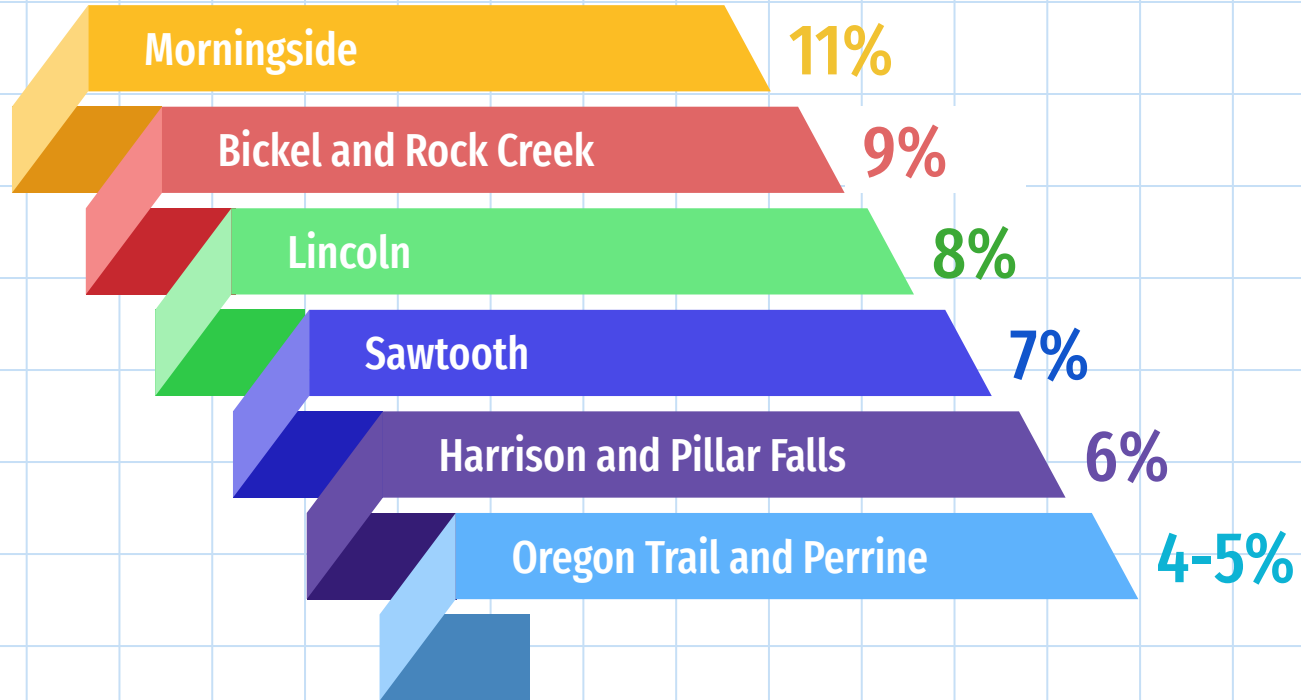 Morningside 11%
Bickel and Rock Creek 9%
Lincoln 8%
Sawtooth 7%
Harrison and Pillar Falls 6%
Oregon Trail and Perrine 4-5%